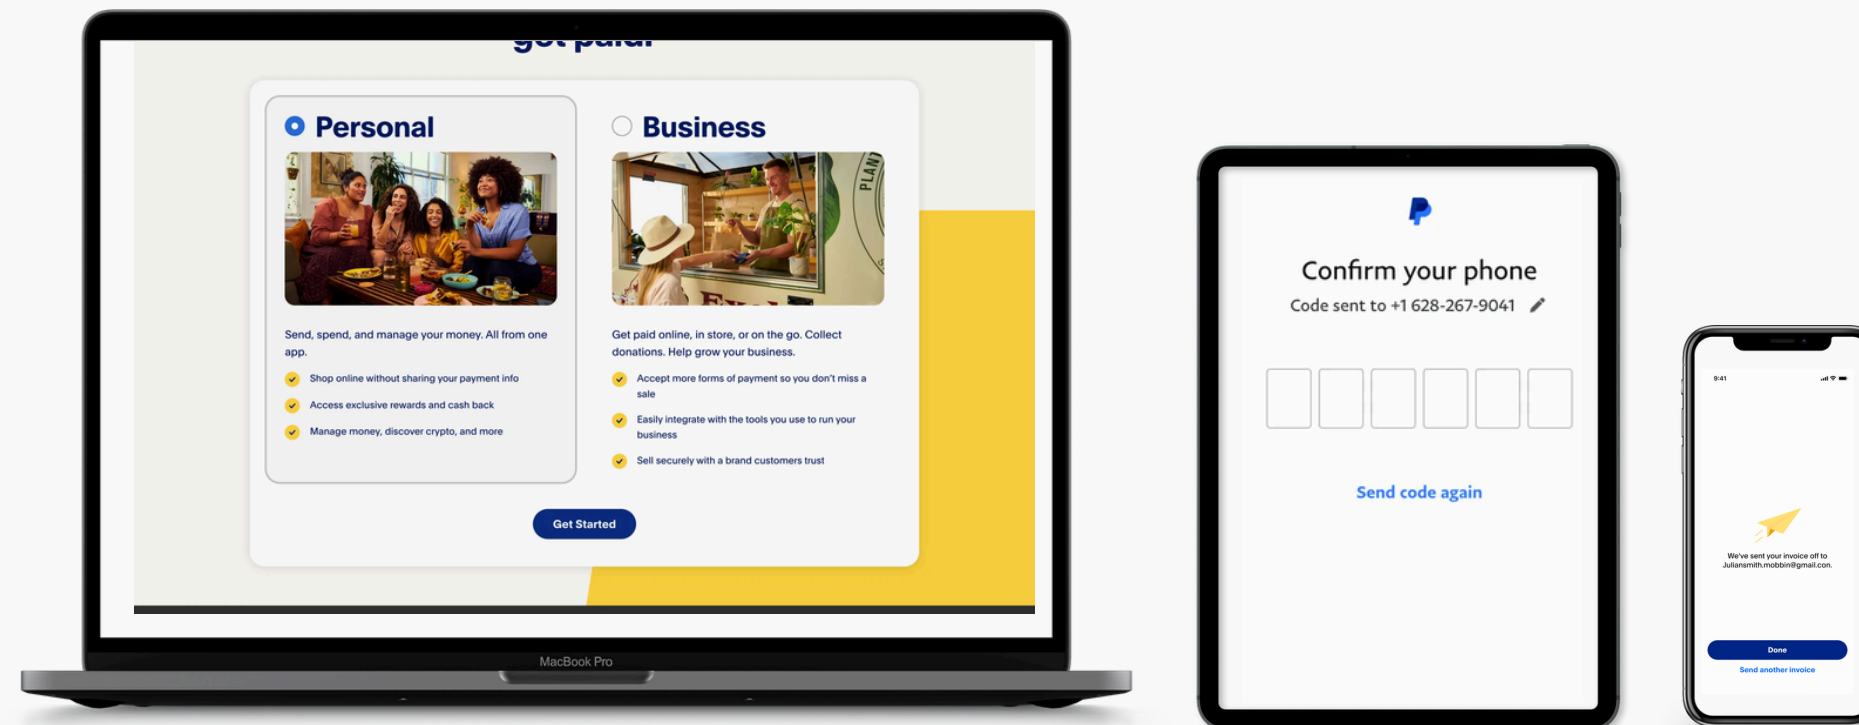 get paid.
Personal
Business
PLANT
Send, spend, and manage your money. All from one
app.
Shop online without sharing your payment info
Access exclusive rewards and cash back
Manage money, discover crypto, and more
Get paid online, in store, or on the go. Collect
donations. Help grow your business.
Accept more forms of payment so you don't miss a
sale
Easily integrate with the tools you use to run your
business
Sell securely with a brand customers trust
Get Started
MacBook Pro
Confirm your phone
Code sent to +1 628-267-9041
Send code again
9:41
We've sent your invoice off to
Juliansmith.mobbin@gmail.con.
Done
Send another invoice